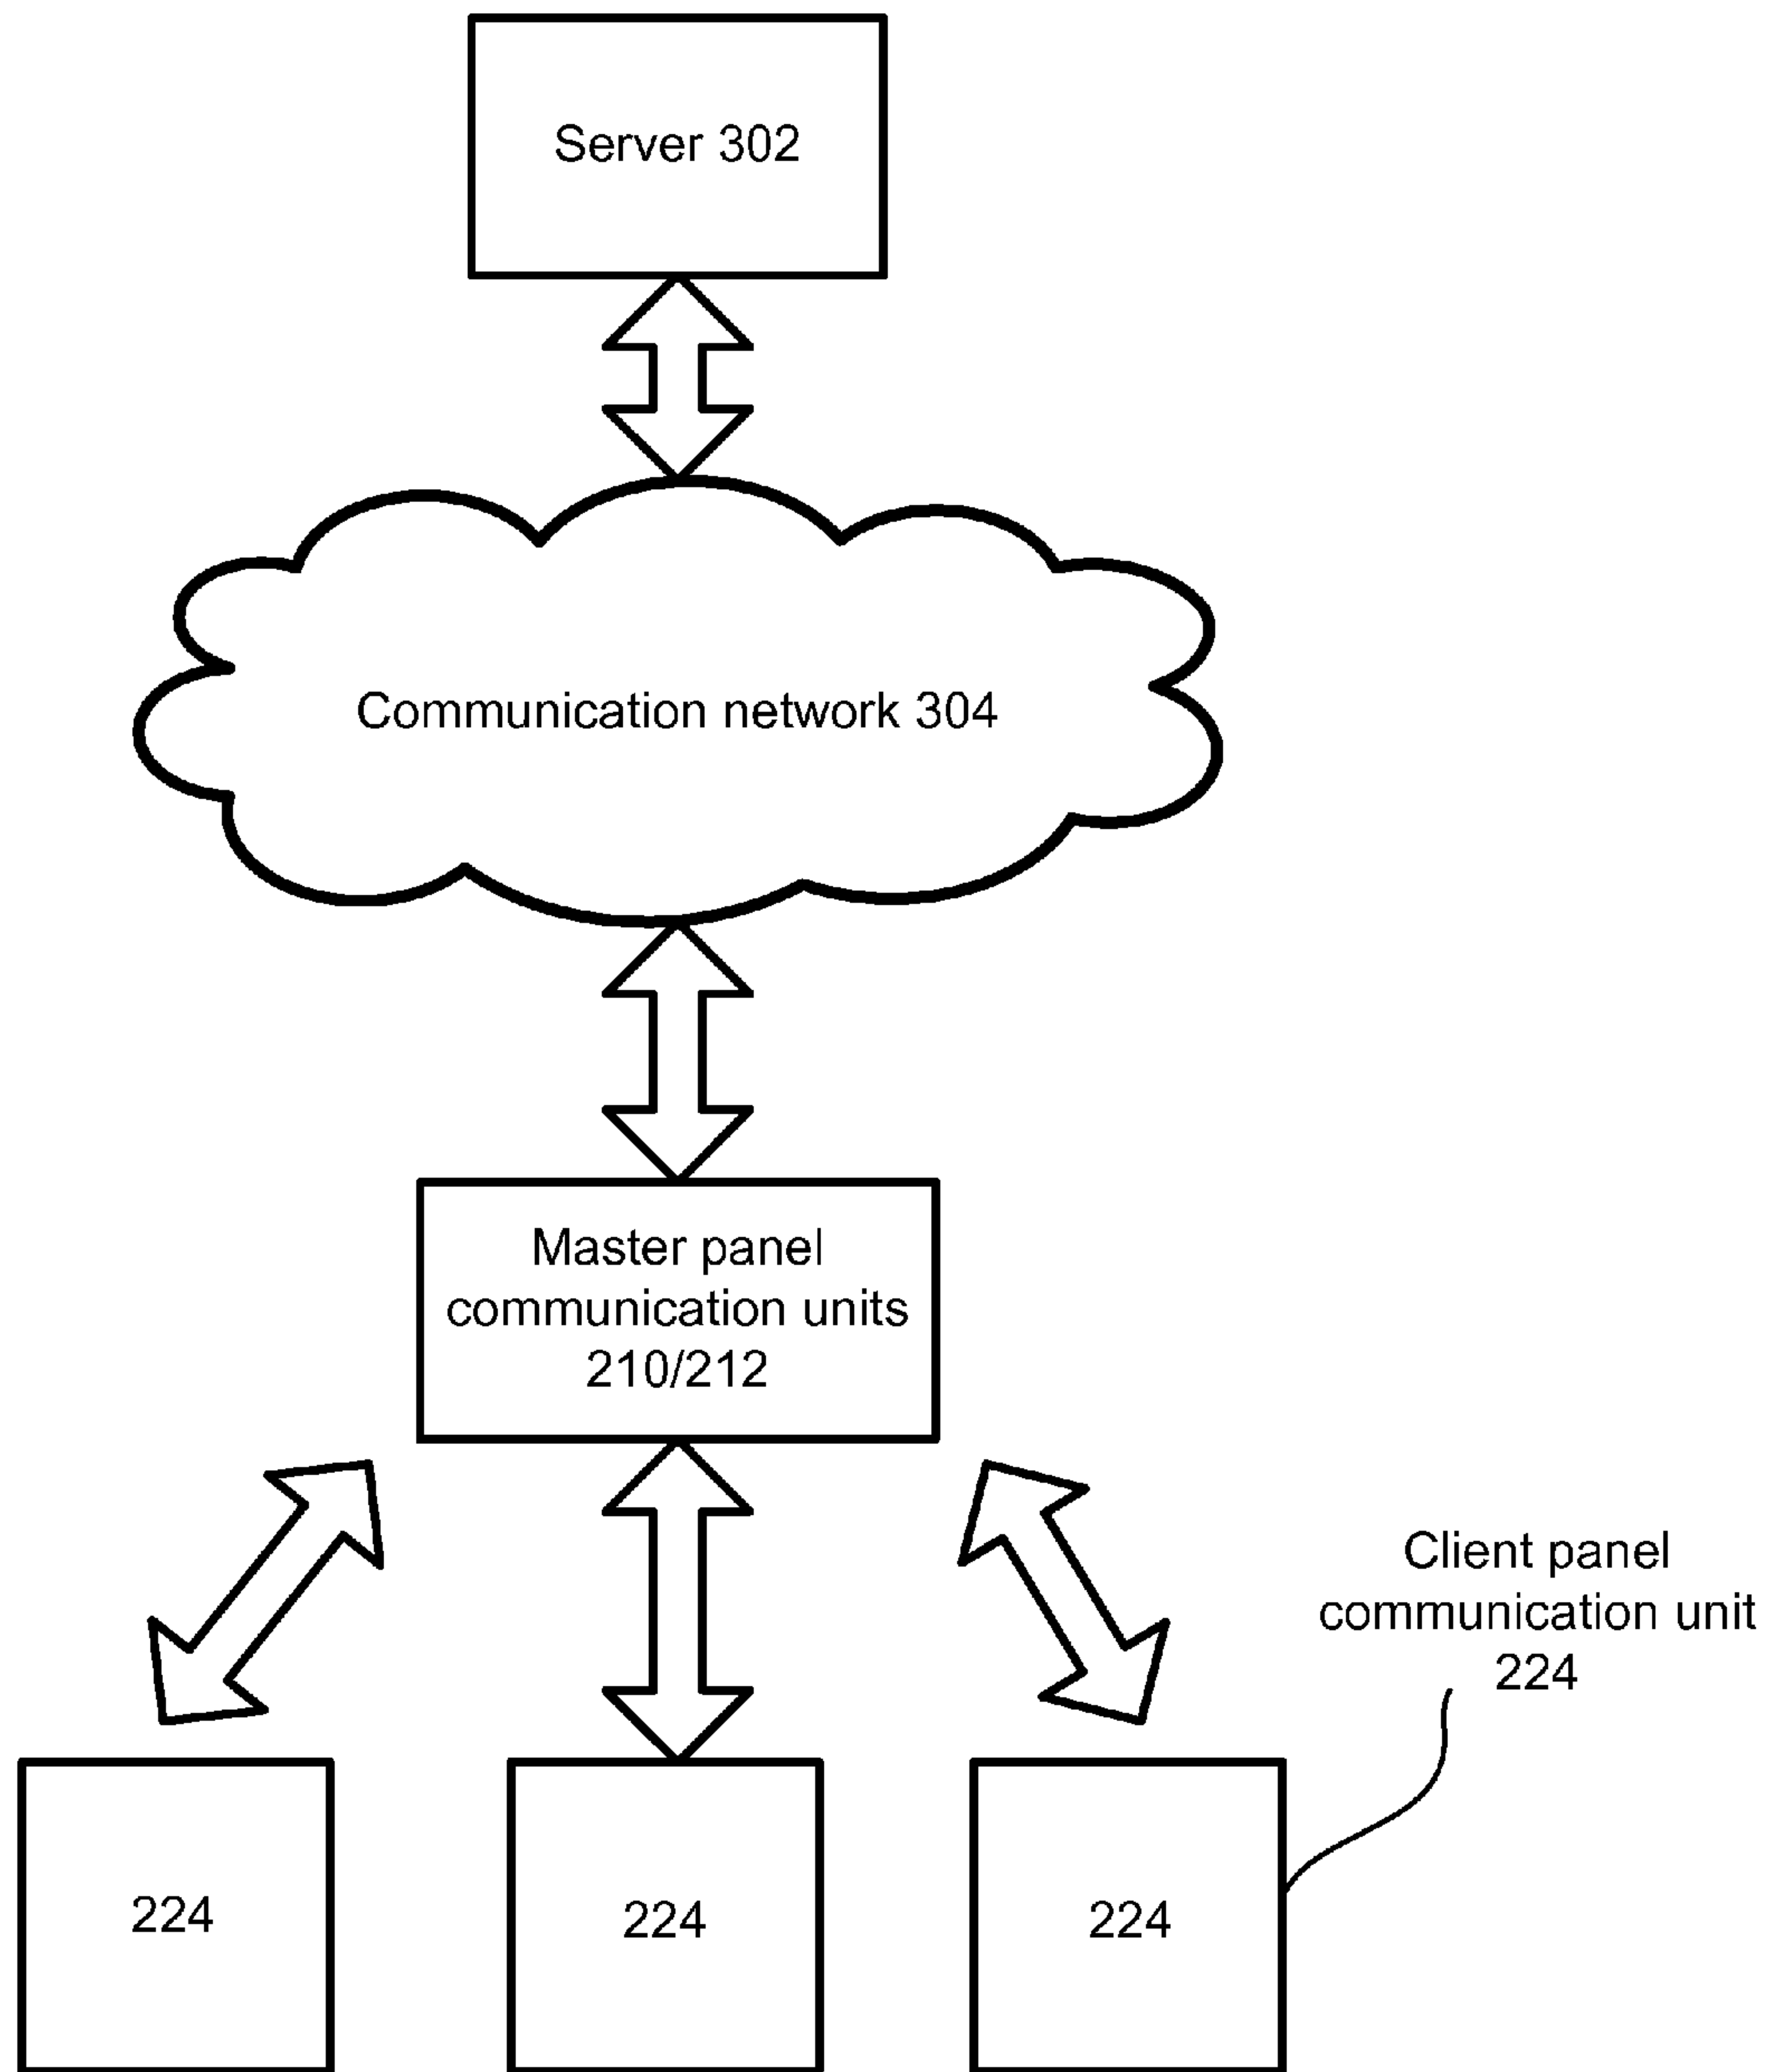 Server 302
Communication network 304
Master panel
communication units
210/212
Client panel
communication unit
224
224
224
224